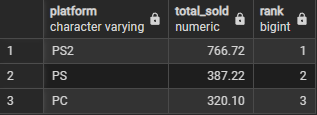 platform total_sold rank
character varying numeric bigint
1 PS2 766.72 1
2 PS 387.22 2
3 PC 320.10 3